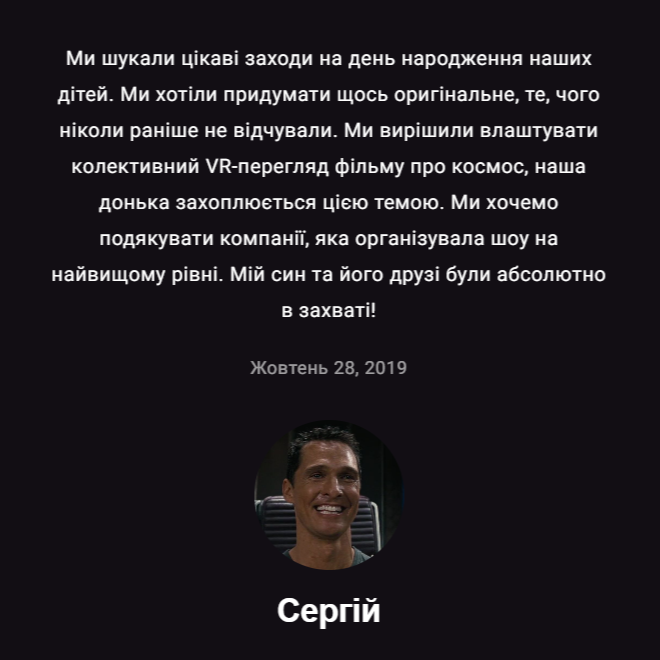 Ми шукали цікаві заходи на день народження наших
дітей. Ми хотіли придумати щось оригінальне, те, чого
ніколи раніше не відчували. Ми вирішили влаштувати
колективний VR-перегляд фільму про космос, наша
донька захоплюється цією темою. Ми хочемо
подякувати компанії, яка організувала шоу на
найвищому рівні. Мій син та його друзі були абсолютно
в захваті!
Жовтень 28, 2019
Сергій